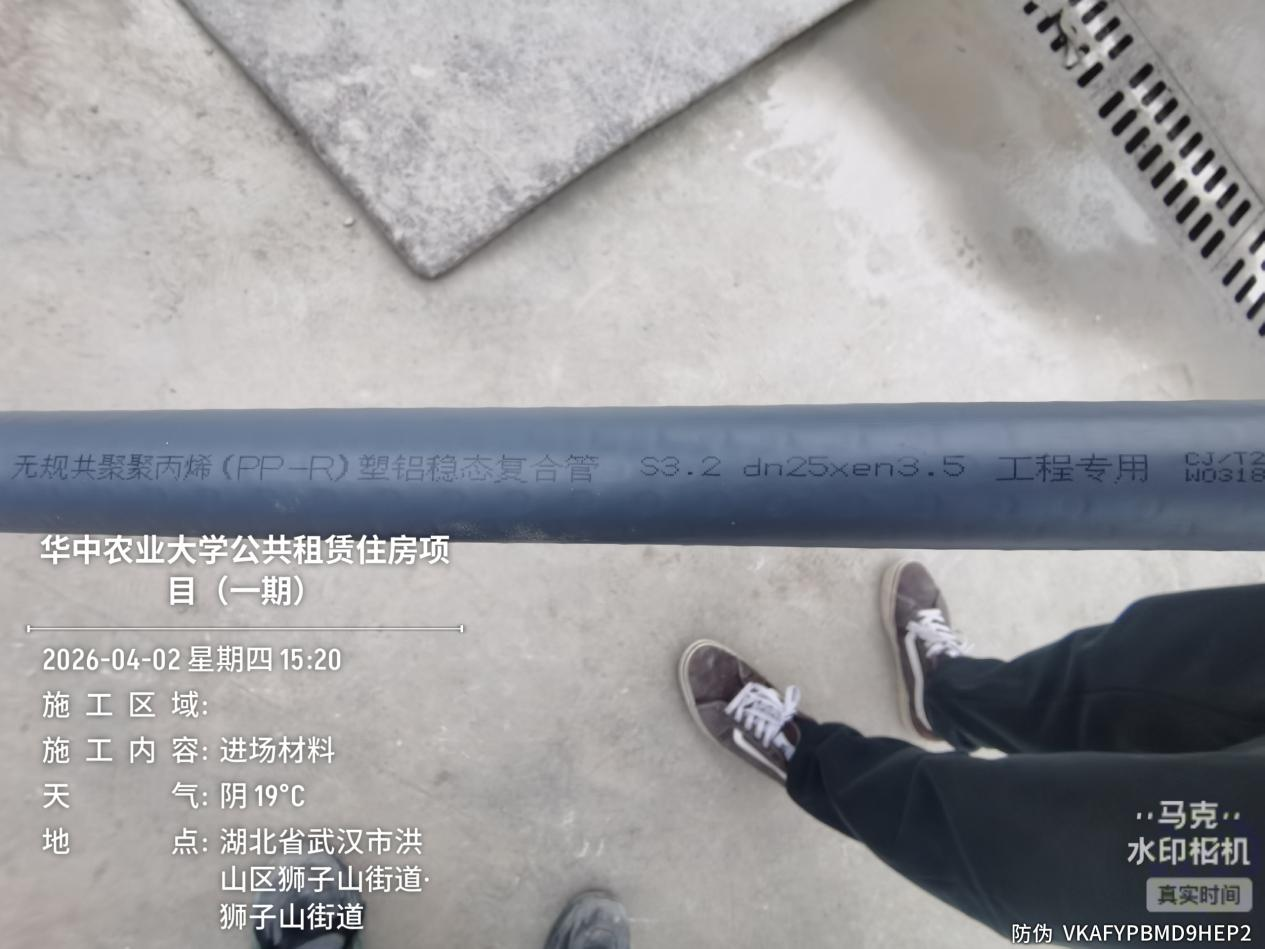 无规共聚聚丙烯(PP-R)塑铝稳态复合管 S3.2 dn25xen3.5 工程专用 CJ/T2
W0318
华中农业大学公共租赁住房项
目（一期）
2026-04-02 星期四 15:20
施工区域:
施工内容: 进场材料
天气: 阴 19°C
地点: 湖北省武汉市洪
山区狮子山街道·
狮子山街道
马克
水印相机
真实时间
防伪 VKAFYPBMD9HEP2